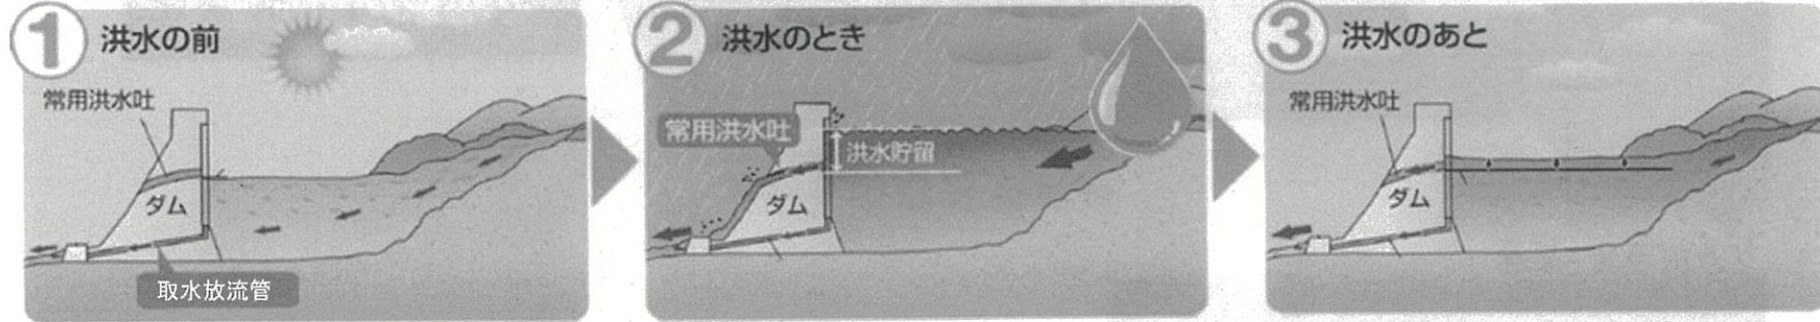 ① 洪水の前
常用洪水吐
ダム
取水放流管
② 洪水のとき
常用洪水吐
洪水貯留
ダム
③ 洪水のあと
常用洪水吐
ダム